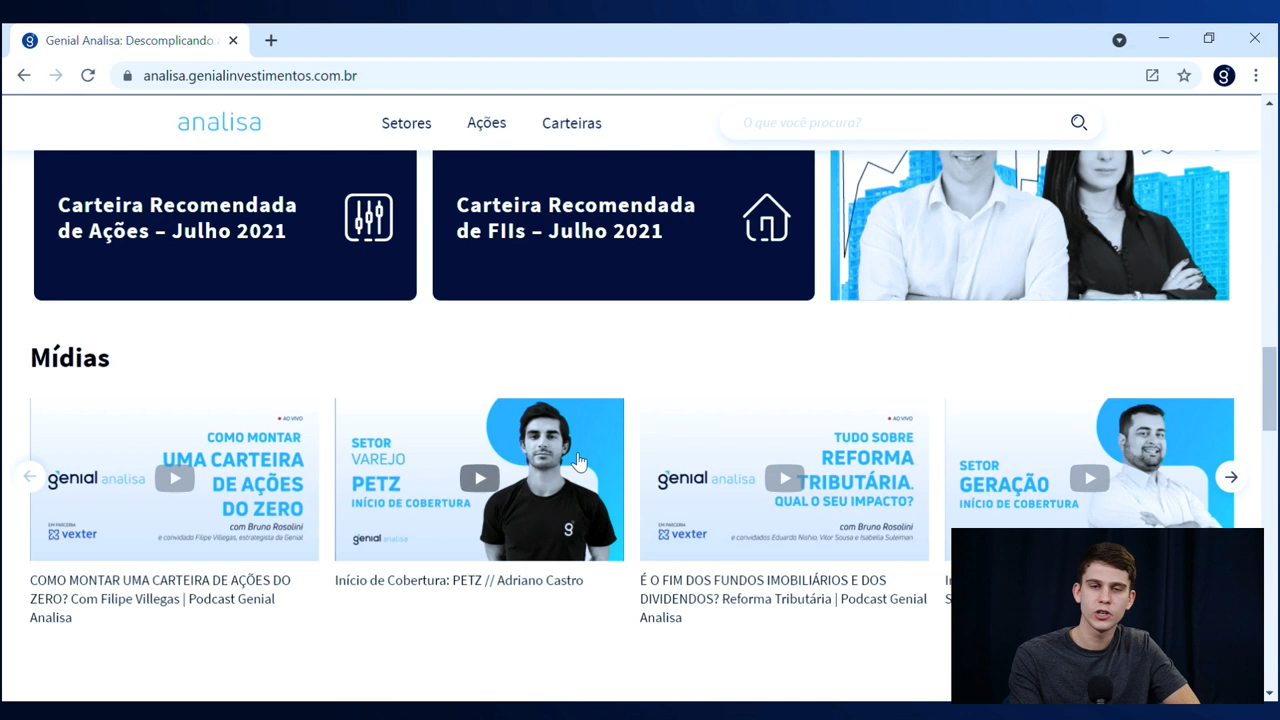 Genial Analisa: Descomplicando
analisa.genialinvestimentos.com.br
analisa
Setores
Ações
Carteiras
O que você procura?
Carteira Recomendada
de Ações – Julho 2021
Carteira Recomendada
de FIIs – Julho 2021
Mídias
AO VIVO
COMO MONTAR
UMA CARTEIRA
DE AÇÕES
DO ZERO
genial analisa
com Bruno Rosolini
EM PARCERIA
vexter
e convidado Filipe Villegas, estrategista da Genial
COMO MONTAR UMA CARTEIRA DE AÇÕES DO
ZERO? Com Filipe Villegas | Podcast Genial
Analisa
SETOR
VAREJO
PETZ
INÍCIO DE COBERTURA
genial analisa
g
Início de Cobertura: PETZ // Adriano Castro
AO VIVO
TUDO SOBRE
REFORMA
TRIBUTÁRIA.
QUAL O SEU IMPACTO?
genial analisa
com Bruno Rosolini
EM PARCERIA
vexter
e convidados Eduardo Nishio, Vitor Sousa e Isabella Suleiman
É O FIM DOS FUNDOS IMOBILIÁRIOS E DOS
DIVIDENDOS? Reforma Tributária | Podcast Genial
Analisa
SETOR
GERAÇÃO
INÍCIO DE COBERTURA